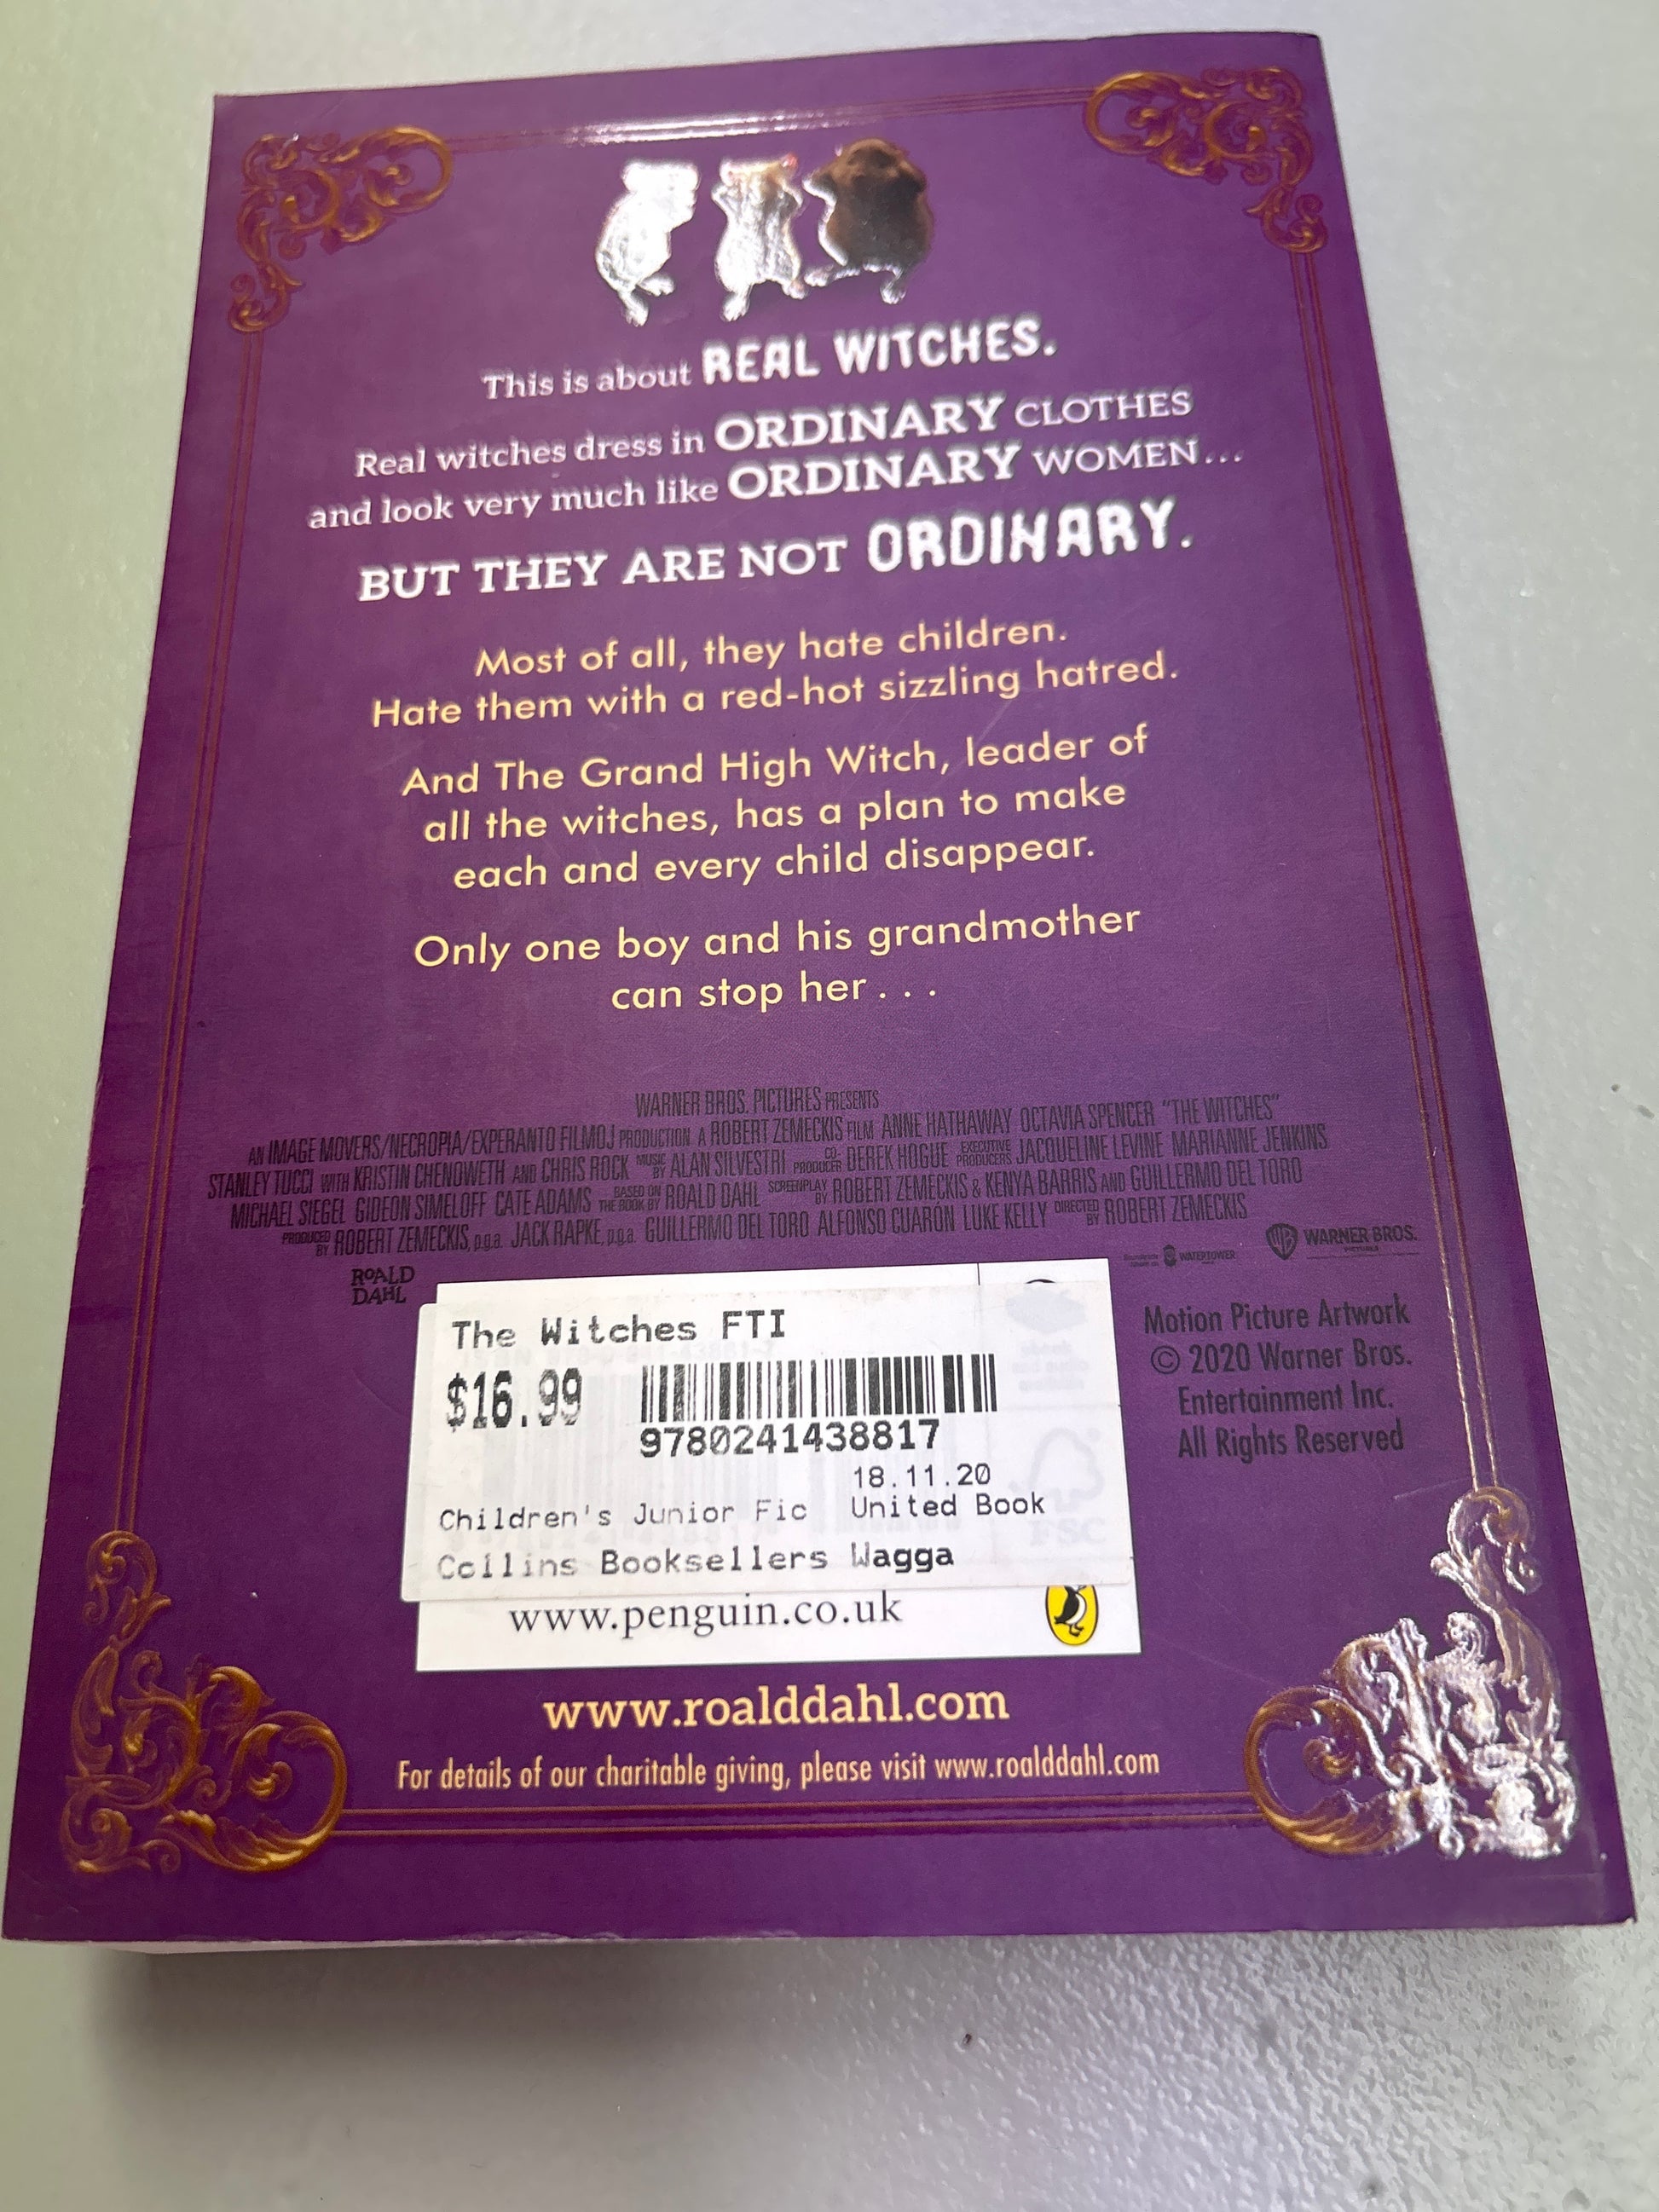 This is about REAL WITCHES.
Real witches dress in ORDINARY CLOTHES
and look very much like ORDINARY WOMEN...
BUT THEY ARE NOT ORDINARY.
Most of all, they hate children.
Hate them with a red-hot sizzling hatred.
And The Grand High Witch, leader of
all the witches, has a plan to make
each and every child disappear.
Only one boy and his grandmother
can stop her . . .
WARNER BROS. PICTURES PRESENTS
AN IMAGE MOVERS/NECROPIA/EXPERANTO FILMOJ PRODUCTION A ROBERT ZEMECKIS FILM ANNE HATHAWAY OCTAVIA SPENCER "THE WITCHES"
STANLEY TUCCI WITH KRISTIN CHENOWETH AND CHRIS ROCK MUSIC BY ALAN SILVESTRI CO-PRODUCER DEREK HOGUE EXECUTIVE PRODUCERS JACQUELINE LEVINE MARIANNE JENKINS
MICHAEL SIEGEL GIDEON SIMELOFF CATE ADAMS BASED ON THE BOOK BY ROALD DAHL SCREENPLAY BY ROBERT ZEMECKIS & KENYA BARRIS AND GUILLERMO DEL TORO
PRODUCED BY ROBERT ZEMECKIS, p.g.a. JACK RAPKE, p.g.a. GUILLERMO DEL TORO ALFONSO CUARÓN LUKE KELLY DIRECTED BY ROBERT ZEMECKIS
WATERTOWER
WB WARNER BROS.
PICTURES
ROALD
DAHL
The Witches FTI
$16.99
9780241438817
18.11.20
Children's Junior Fic United Book
Collins Booksellers Wagga
FSC
www.penguin.co.uk
Motion Picture Artwork
© 2020 Warner Bros.
Entertainment Inc.
All Rights Reserved
www.roalddahl.com
For details of our charitable giving, please visit www.roalddahl.com